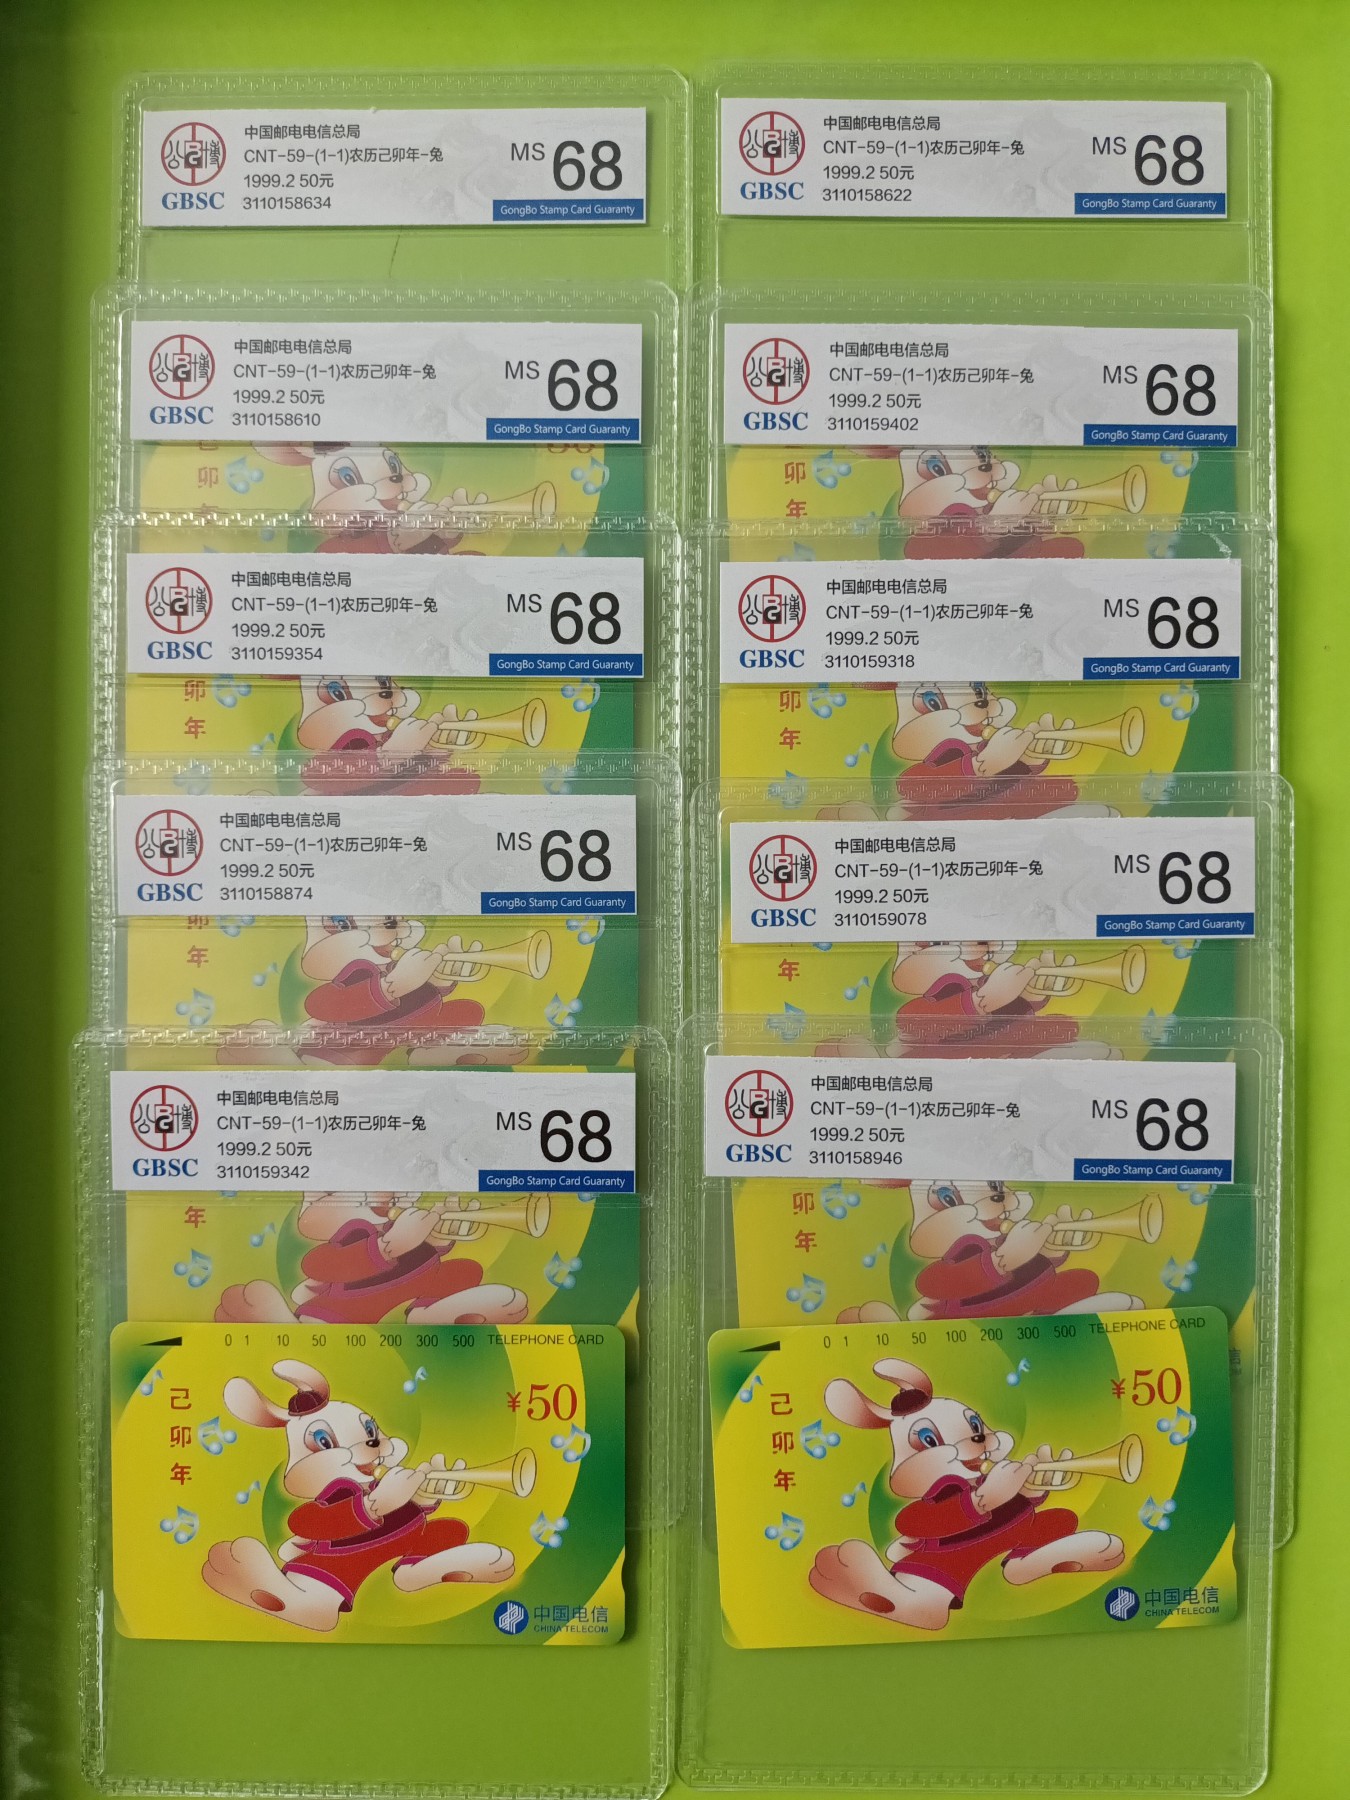 中国邮电电信总局
CNT-59-(1-1)农历己卯年-兔
1999.2 50元
3110158634
MS 68
GBSC
GongBo Stamp Card Guaranty
中国邮电电信总局
CNT-59-(1-1)农历己卯年-兔
1999.2 50元
3110158622
MS 68
GBSC
GongBo Stamp Card Guaranty
中国邮电电信总局
CNT-59-(1-1)农历己卯年-兔
1999.2 50元
3110158610
MS 68
GBSC
GongBo Stamp Card Guaranty
卯
年
中国邮电电信总局
CNT-59-(1-1)农历己卯年-兔
1999.2 50元
3110159402
MS 68
GBSC
GongBo Stamp Card Guaranty
卯
年
中国邮电电信总局
CNT-59-(1-1)农历己卯年-兔
1999.2 50元
3110159354
MS 68
GBSC
GongBo Stamp Card Guaranty
卯
年
中国邮电电信总局
CNT-59-(1-1)农历己卯年-兔
1999.2 50元
3110159318
MS 68
GBSC
GongBo Stamp Card Guaranty
卯
年
中国邮电电信总局
CNT-59-(1-1)农历己卯年-兔
1999.2 50元
3110158874
MS 68
GBSC
GongBo Stamp Card Guaranty
卯
年
中国邮电电信总局
CNT-59-(1-1)农历己卯年-兔
1999.2 50元
3110159078
MS 68
GBSC
GongBo Stamp Card Guaranty
年
中国邮电电信总局
CNT-59-(1-1)农历己卯年-兔
1999.2 50元
3110159342
MS 68
GBSC
GongBo Stamp Card Guaranty
年
中国邮电电信总局
CNT-59-(1-1)农历己卯年-兔
1999.2 50元
3110158946
MS 68
GBSC
GongBo Stamp Card Guaranty
卯
年
0 1 10 50 100 200 300 500 TELEPHONE CARD
¥50
己
卯
年
中国电信
CHINA TELECOM
0 1 10 50 100 200 300 500 TELEPHONE CARD
¥50
己
卯
年
中国电信
CHINA TELECOM